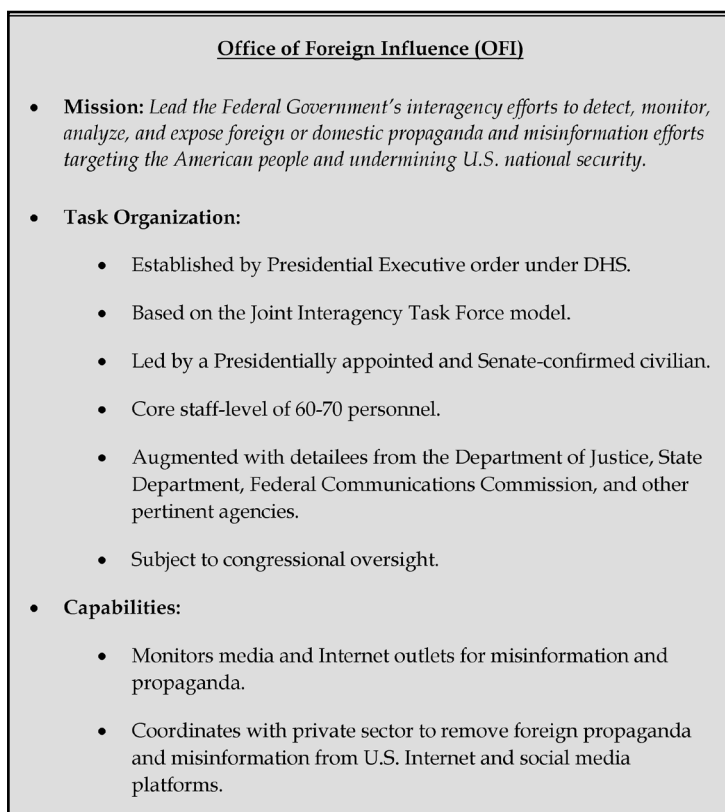 Office of Foreign Influence (OFI)
• Mission: Lead the Federal Government's interagency efforts to detect, monitor,
analyze, and expose foreign or domestic propaganda and misinformation efforts
targeting the American people and undermining U.S. national security.
• Task Organization:
• Established by Presidential Executive order under DHS.
• Based on the Joint Interagency Task Force model.
• Led by a Presidentially appointed and Senate-confirmed civilian.
• Core staff-level of 60-70 personnel.
• Augmented with detailees from the Department of Justice, State
Department, Federal Communications Commission, and other
pertinent agencies.
• Subject to congressional oversight.
• Capabilities:
• Monitors media and Internet outlets for misinformation and
propaganda.
• Coordinates with private sector to remove foreign propaganda
and misinformation from U.S. Internet and social media
platforms.